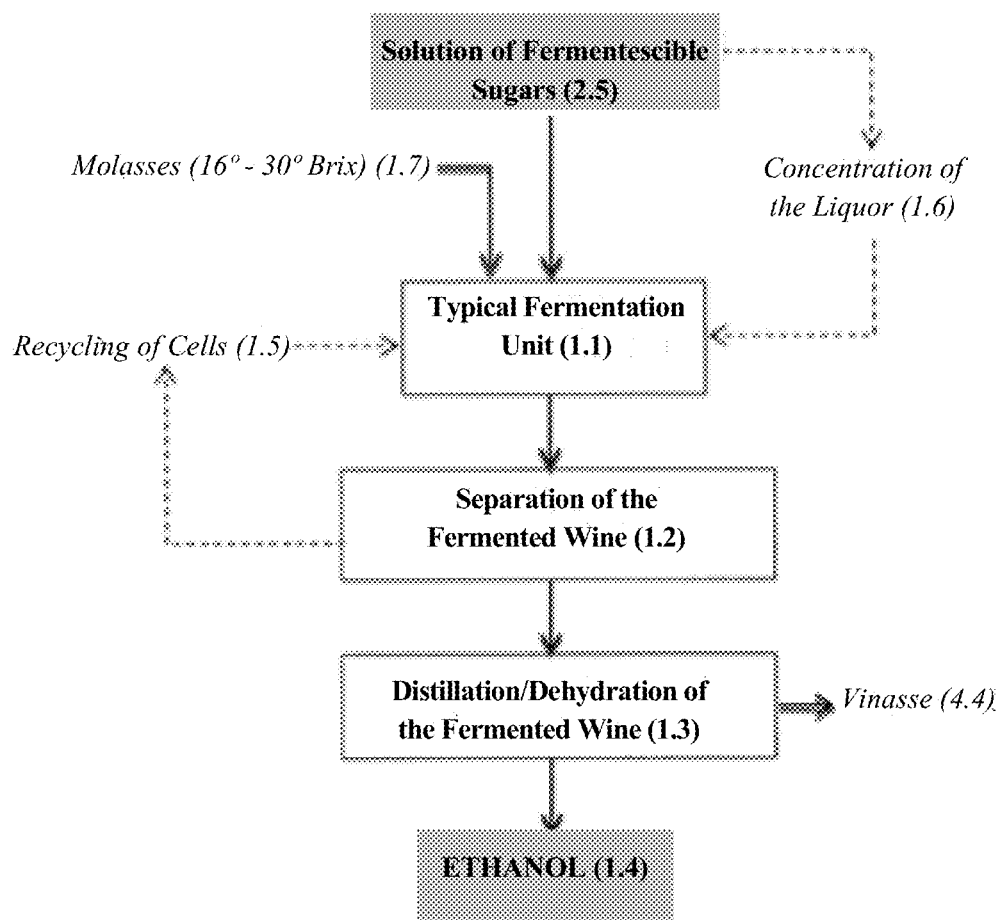 Solution of Fermentescible
Sugars (2.5)
Molasses (16º - 30º Brix) (1.7)
Concentration of
the Liquor (1.6)
Typical Fermentation
Unit (1.1)
Recycling of Cells (1.5)
Separation of the
Fermented Wine (1.2)
Distillation/Dehydration of
the Fermented Wine (1.3)
Vinasse (4.4)
ETHANOL (1.4)